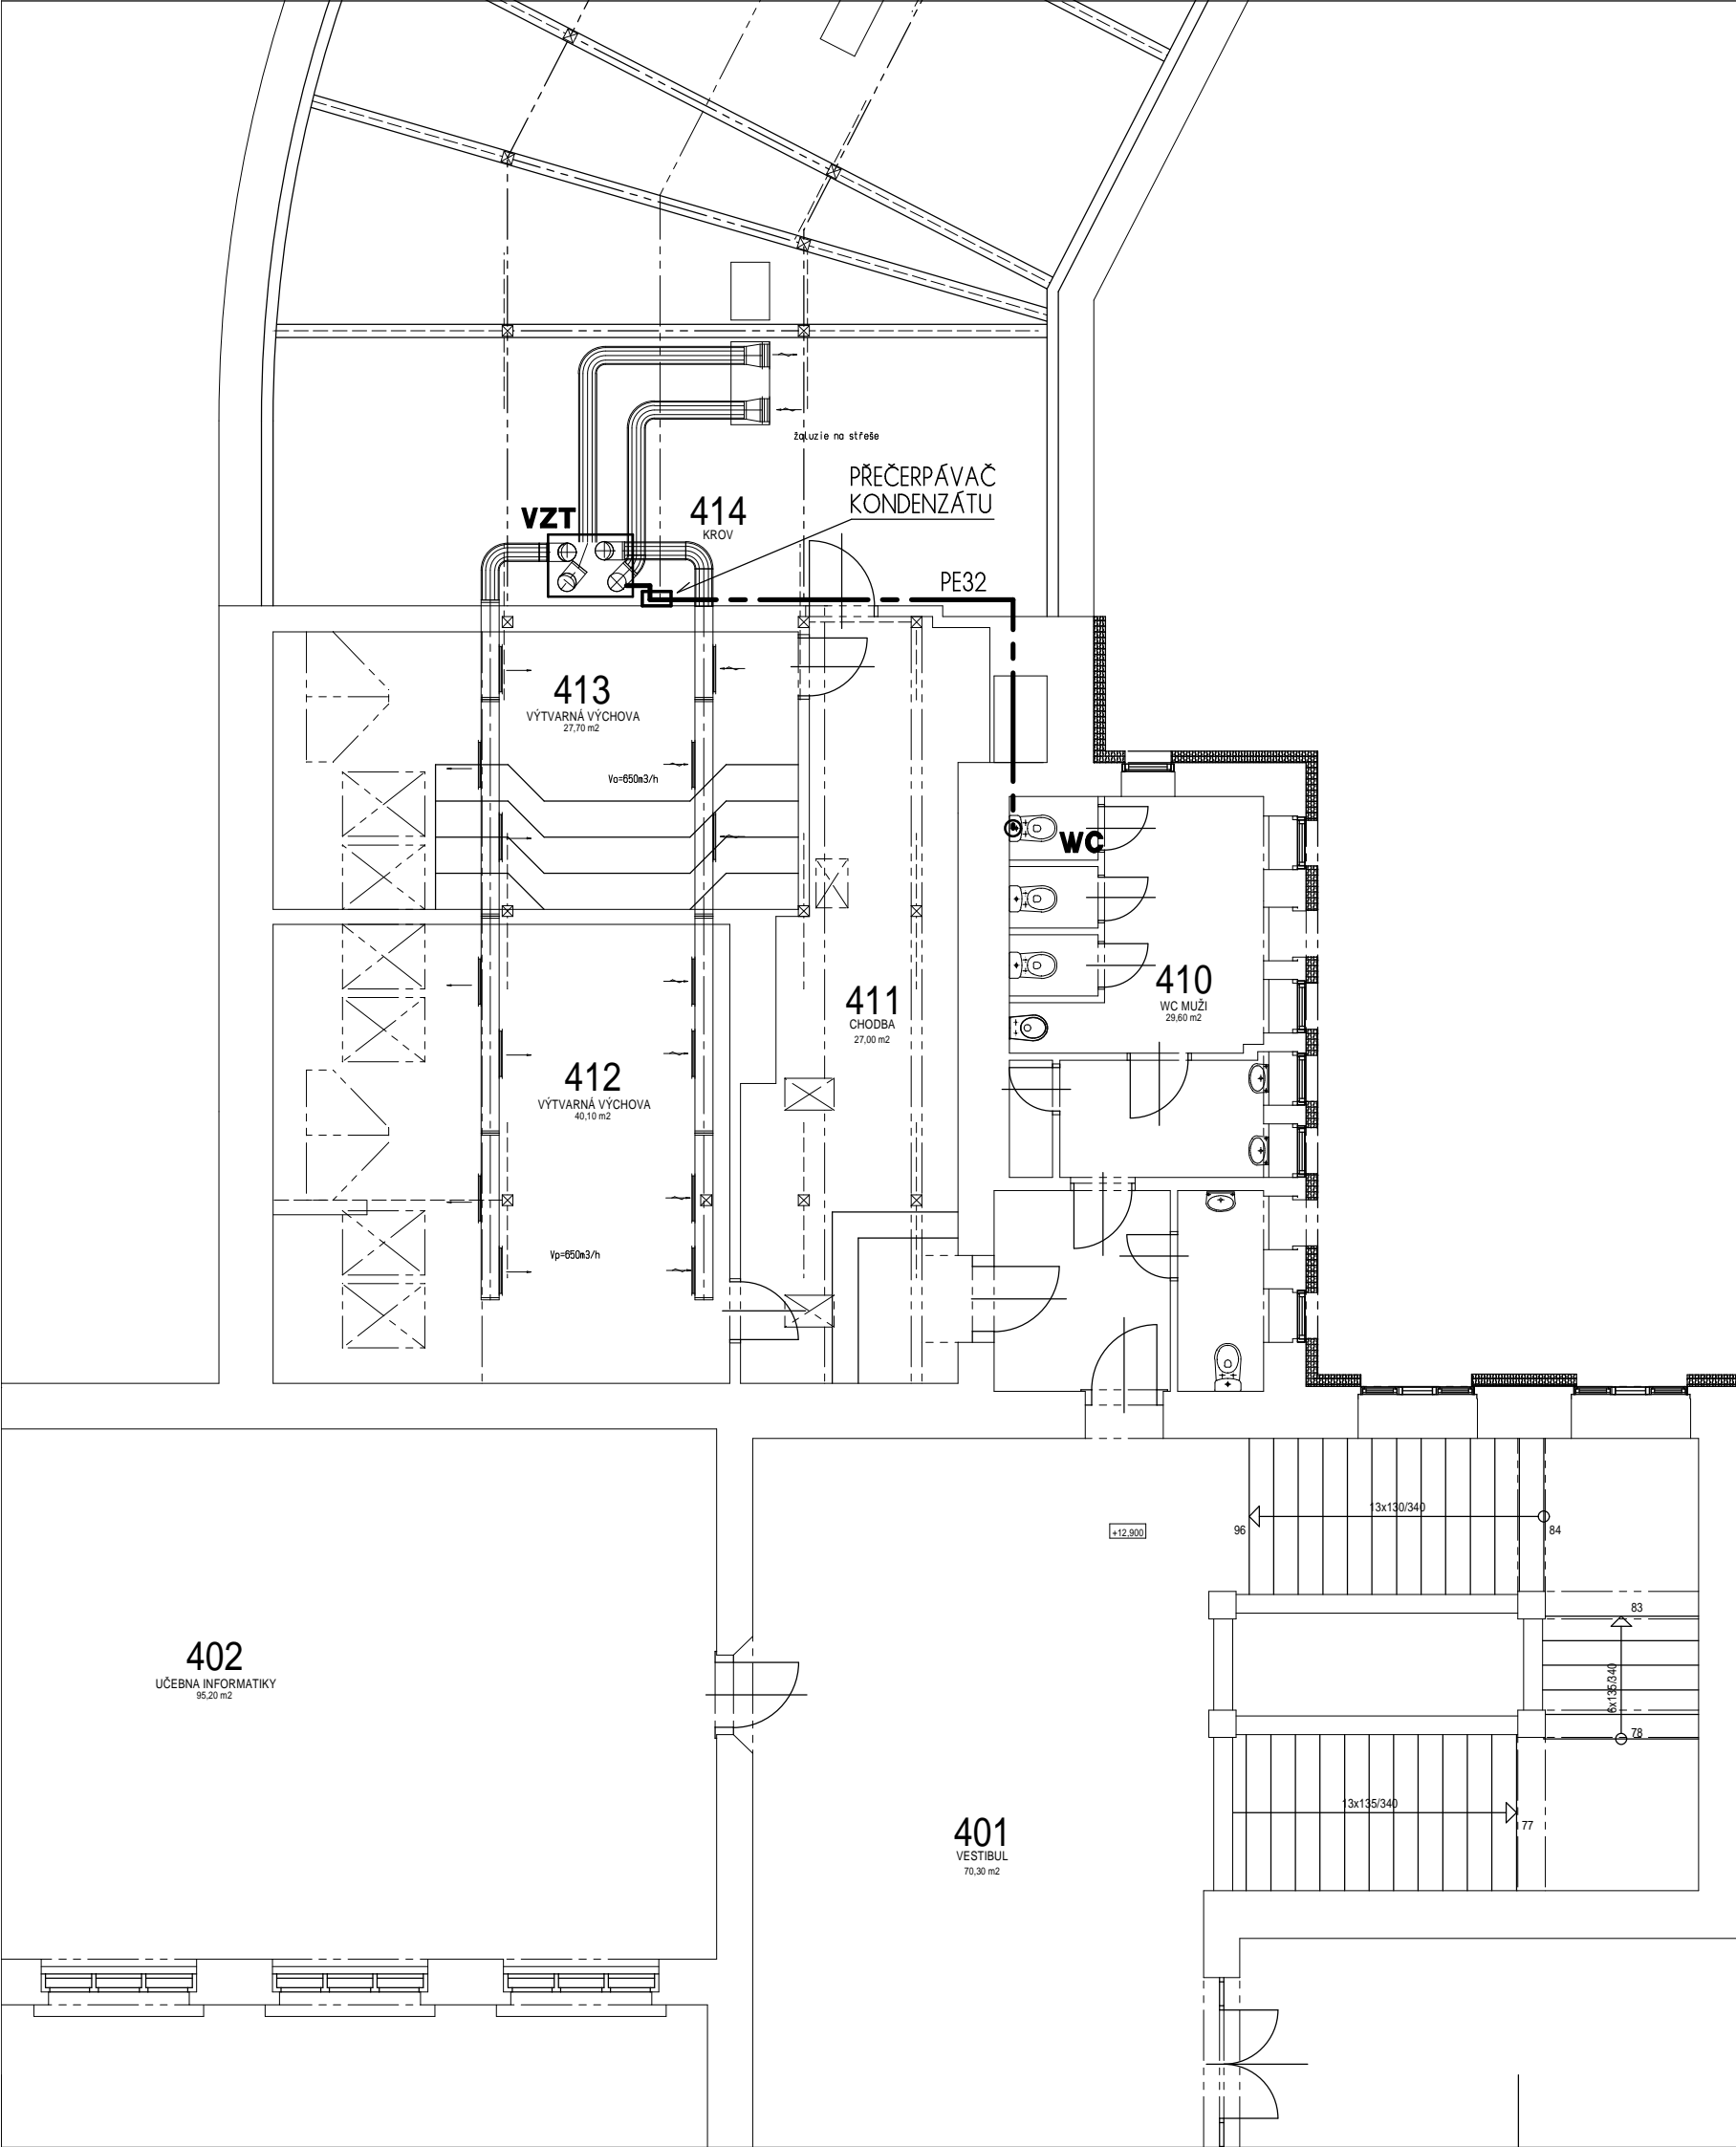 žaluzie na střeše
PŘEČERPÁVAČ
KONDENZÁTU
VZT
414
KROV
PE32
413
VÝTVARNÁ VÝCHOVA
27,70 m2
Vo=650m3/h
WC
410
WC MUŽI
29,60 m2
411
CHODBA
27,00 m2
412
VÝTVARNÁ VÝCHOVA
40,10 m2
Vp=650m3/h
13x130/340
96
84
+12,900
83
6x135/340
78
402
UČEBNA INFORMATIKY
95,20 m2
13x135/340
77
401
VESTIBUL
70,30 m2